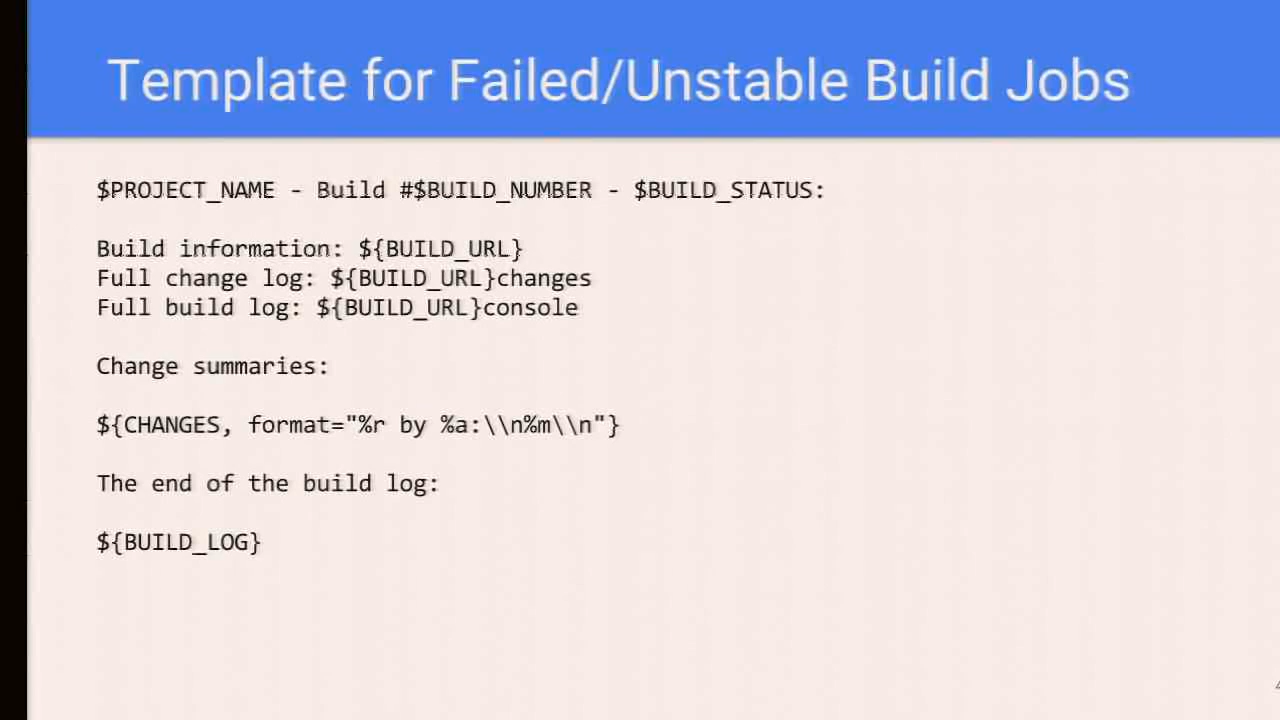 Template for Failed/Unstable Build Jobs
$PROJECT_NAME - Build #$BUILD_NUMBER - $BUILD_STATUS:
Build information: ${BUILD_URL}
Full change log: ${BUILD_URL}changes
Full build log: ${BUILD_URL}console
Change summaries:
${CHANGES, format="%r by %a:\\n%m\\n"}
The end of the build log:
${BUILD_LOG}